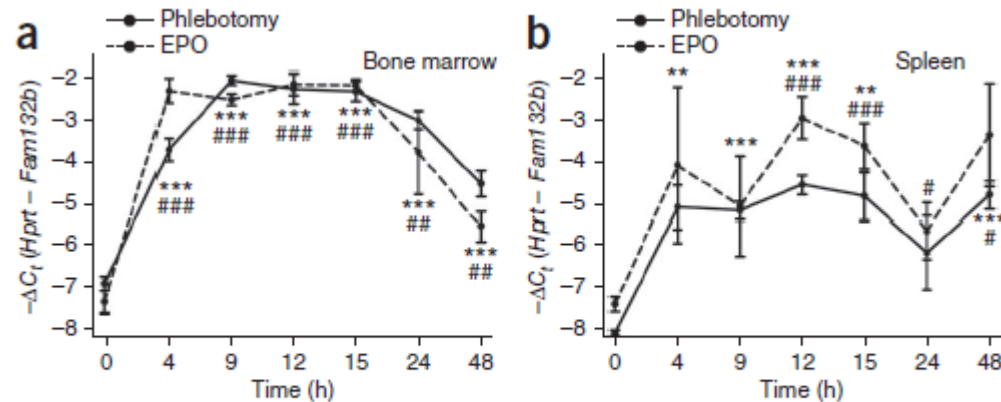 a
Phlebotomy
EPO
Bone marrow
−ΔCt (Hprt − Fam132b)
−2
−3
−4
−5
−6
−7
−8
***
###
***
###
***
###
***
###
***
##
***
##
0 4 9 12 15 24 48
Time (h)
b
Phlebotomy
EPO
Spleen
−ΔCt (Hprt − Fam132b)
−2
−3
−4
−5
−6
−7
−8
**
***
***
###
**
###
#
***
#
0 4 9 12 15 24 48
Time (h)